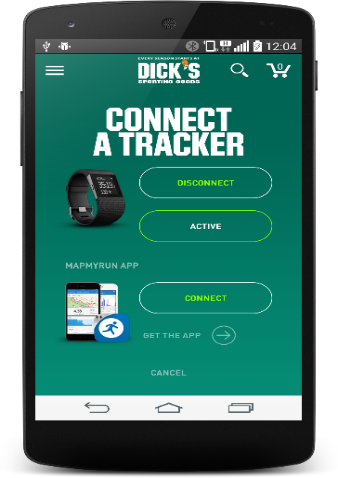 12:04
EVERY SEASON STARTS AT
DICK'S
SPORTING GOODS
0
CONNECT
A TRACKER
DISCONNECT
ACTIVE
MAPMYRUN APP
CONNECT
GET THE APP
CANCEL